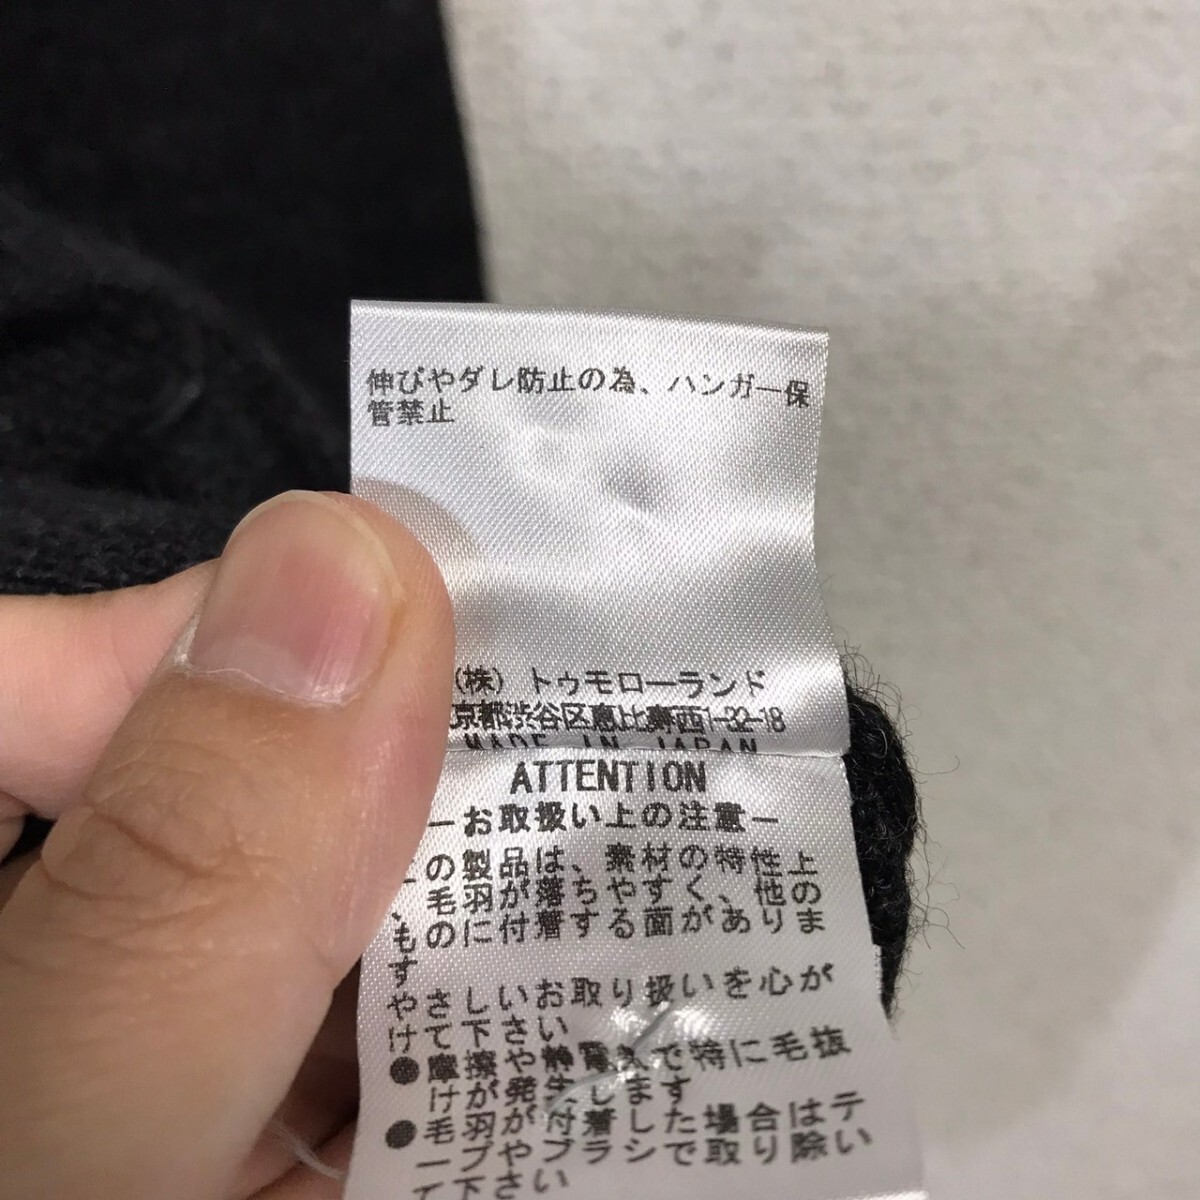 伸びやダレ防止の為、ハンガー保
管禁止
(株) トゥモローランド
京都渋谷区恵比寿西1-32-18
MADE IN JAPAN
ATTENTION
ーお取扱い上の注意ー
の製品は、素材の特性上
、毛羽が落ちやすく、他の
ものに付着する面がありま
す
やさしいお取り扱いを心が
けて下さい
●摩擦や静電気で特に毛抜
けが発生します
●毛羽が付着した場合はテ
ープやブラシで取り除い
て下さい